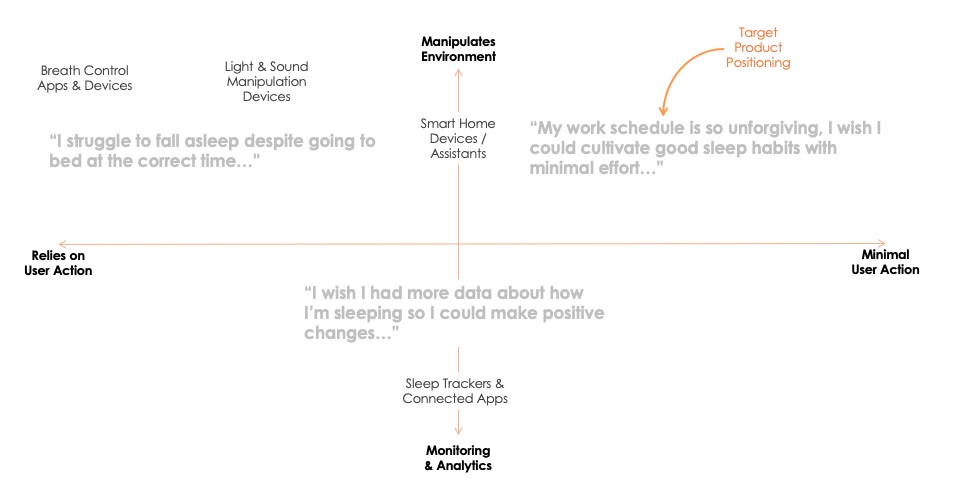 Target
Product
Positioning
Manipulates
Environment
Breath Control
Apps & Devices
Light & Sound
Manipulation
Devices
Smart Home
Devices /
Assistants
“I struggle to fall asleep despite going to
bed at the correct time…”
“My work schedule is so unforgiving, I wish I
could cultivate good sleep habits with
minimal effort…”
Relies on
User Action
Minimal
User Action
“I wish I had more data about how
I’m sleeping so I could make positive
changes…”
Sleep Trackers &
Connected Apps
Monitoring
& Analytics